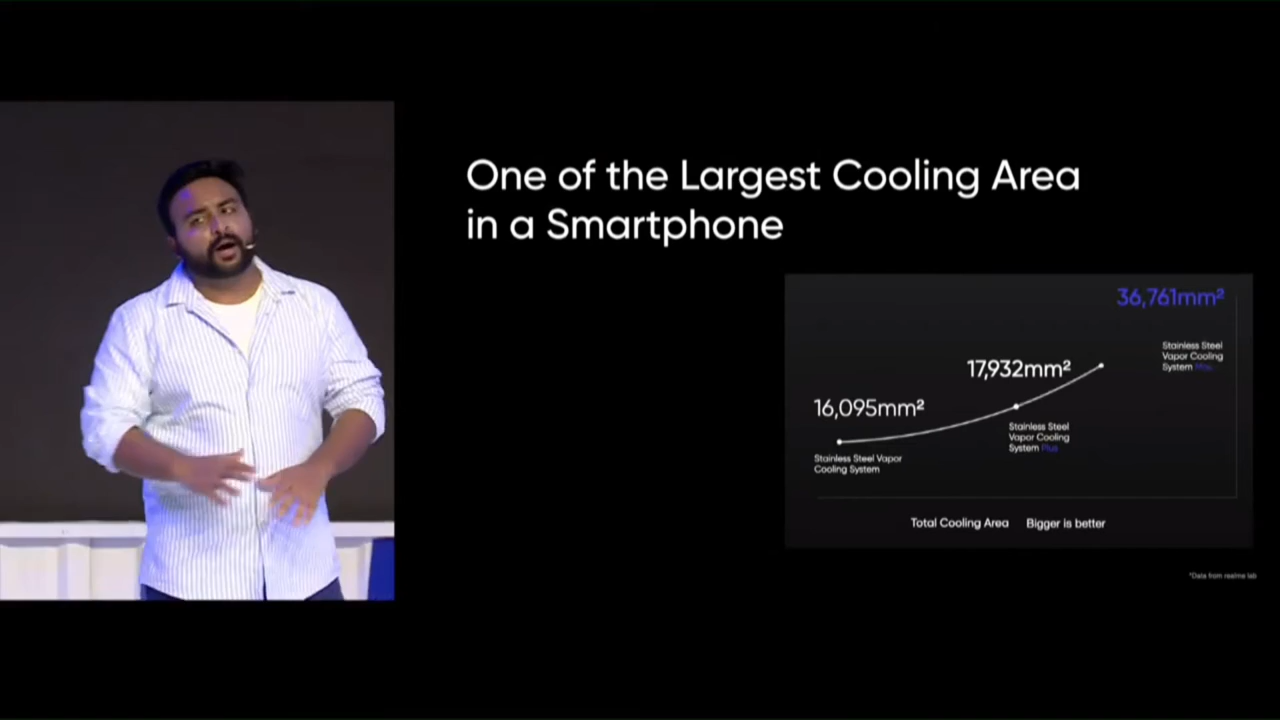 One of the Largest Cooling Area
in a Smartphone
36,761mm²
Stainless Steel
Vapor Cooling
System Max
17,932mm²
16,095mm²
Stainless Steel
Vapor Cooling
System Plus
Stainless Steel Vapor
Cooling System
Total Cooling Area Bigger is better
*Data from realme lab